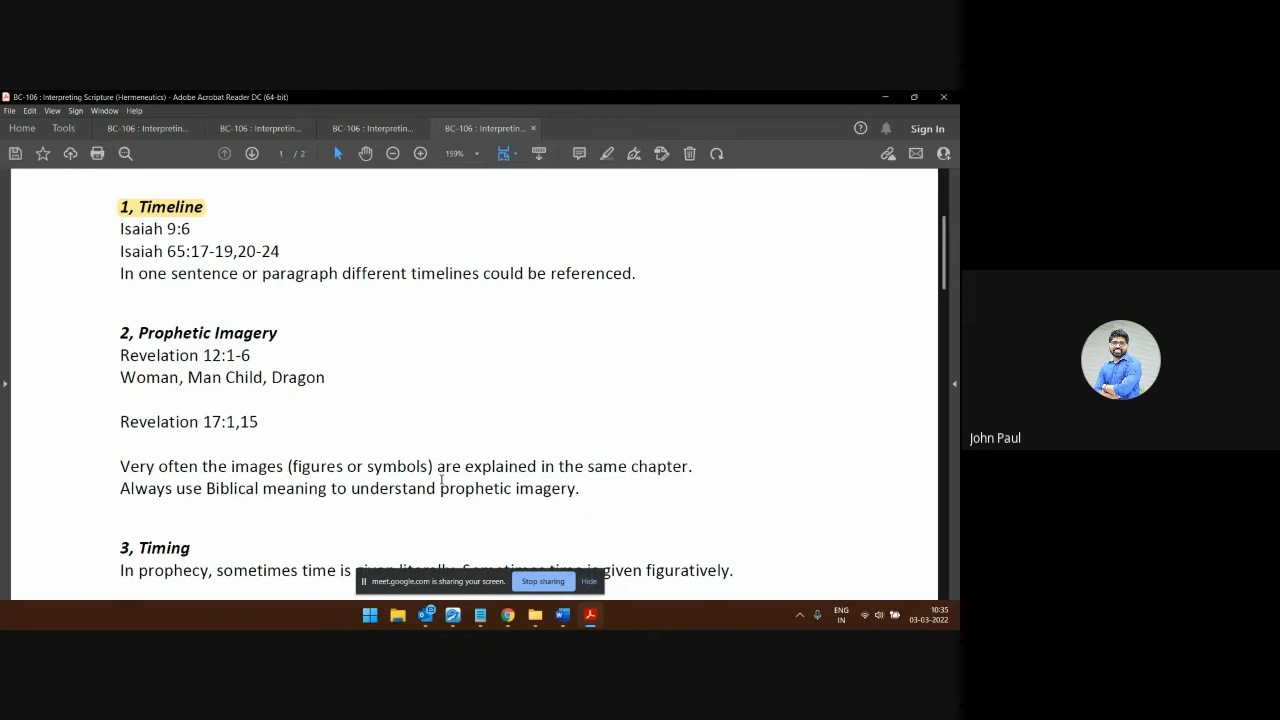 BC-106 : Interpreting Scripture (Hermeneutics) - Adobe Acrobat Reader DC (64-bit)
File Edit View Sign Window Help
Home Tools BC-106 : Interpretin... BC-106 : Interpretin... BC-106 : Interpretin... BC-106 : Interpretin... × Sign In
1 / 2 159%
1, Timeline
Isaiah 9:6
Isaiah 65:17-19,20-24
In one sentence or paragraph different timelines could be referenced.
2, Prophetic Imagery
Revelation 12:1-6
Woman, Man Child, Dragon
Revelation 17:1,15
Very often the images (figures or symbols) are explained in the same chapter.
Always use Biblical meaning to understand prophetic imagery.
3, Timing
In prophecy, sometimes time is given literally. Sometimes time is given figuratively.
meet.google.com is sharing your screen. Stop sharing Hide
ENG
IN
10:35
03-03-2022
John Paul